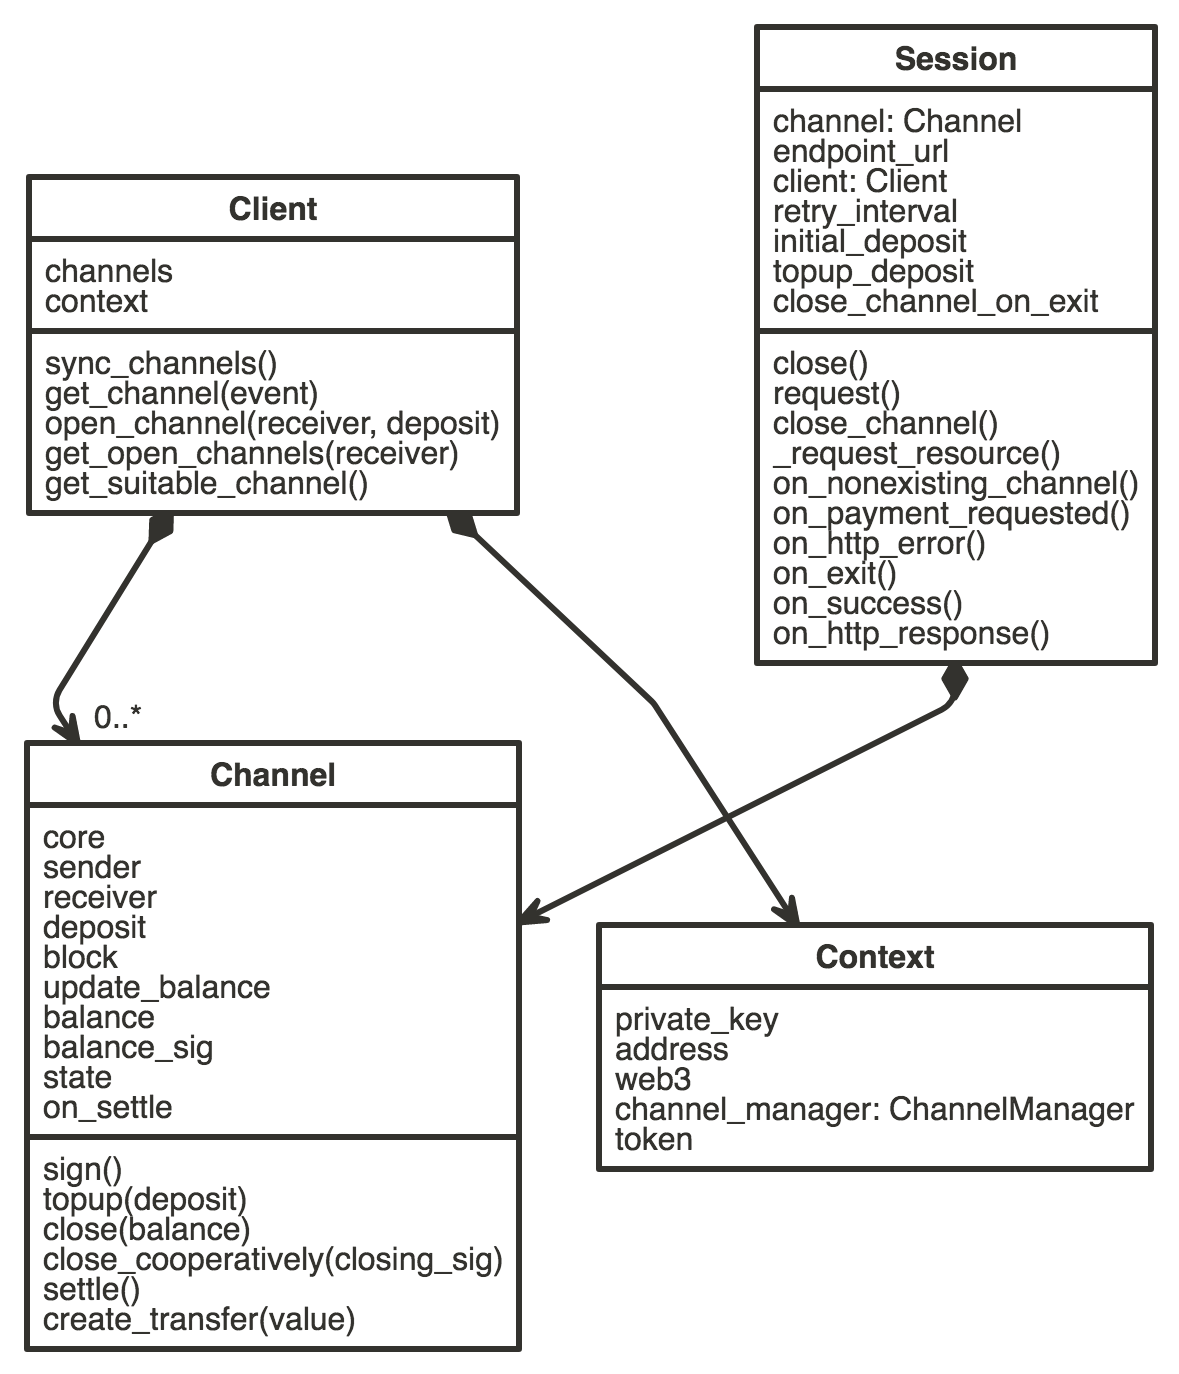 Session
channel: Channel
endpoint_url
client: Client
retry_interval
initial_deposit
topup_deposit
close_channel_on_exit
close()
request()
close_channel()
_request_resource()
on_nonexisting_channel()
on_payment_requested()
on_http_error()
on_exit()
on_success()
on_http_response()
Client
channels
context
sync_channels()
get_channel(event)
open_channel(receiver, deposit)
get_open_channels(receiver)
get_suitable_channel()
0..*
Channel
core
sender
receiver
deposit
block
update_balance
balance
balance_sig
state
on_settle
sign()
topup(deposit)
close(balance)
close_cooperatively(closing_sig)
settle()
create_transfer(value)
Context
private_key
address
web3
channel_manager: ChannelManager
token